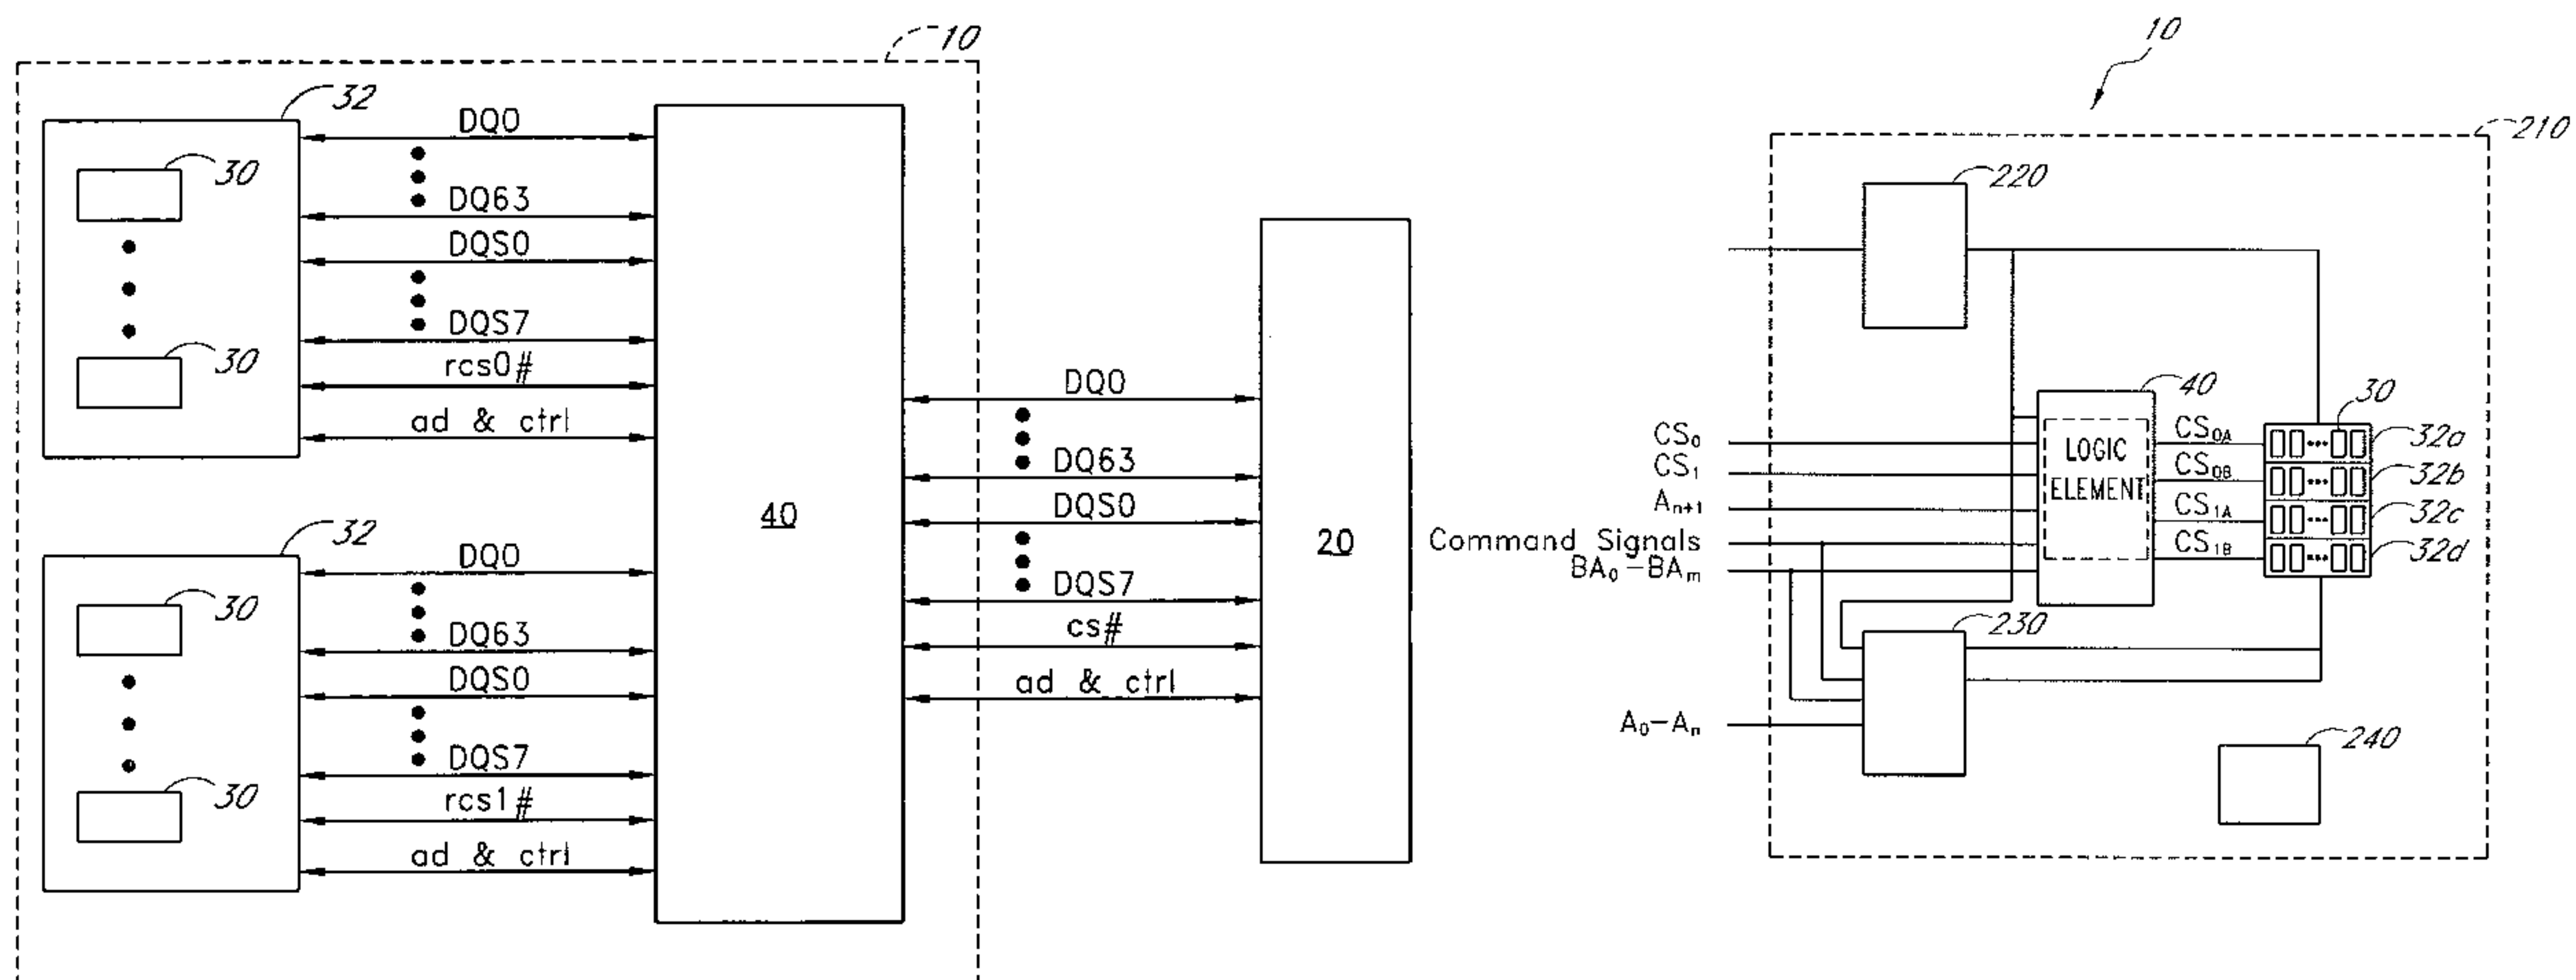 10
32
DQ0
30
DQ63
DQS0
DQS7
30
rcs0#
ad & ctrl
32
DQ0
30
DQ63
DQS0
DQS7
30
rcs1#
ad & ctrl
40
DQ0
DQ63
DQS0
DQS7
cs#
ad & ctrl
20
10
210
220
40
30
CS₀
CS₁
Aₙ₊₁
Command Signals
BA₀-BAₘ
LOGIC
ELEMENT
CS0A
CS0B
CS1A
CS1B
32a
32b
32c
32d
230
A₀-Aₙ
240